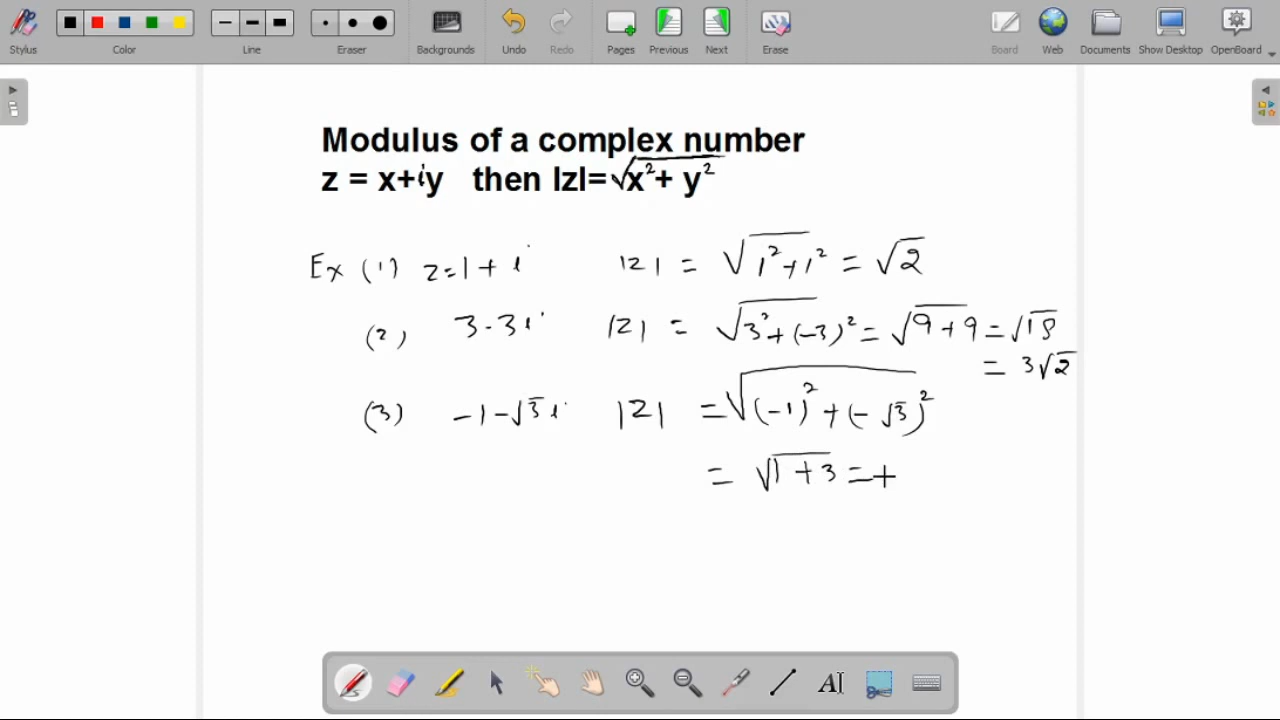 Stylus Color Line Eraser Backgrounds Undo Redo Pages Previous Next Erase Board Web Documents Show Desktop OpenBoard
Modulus of a complex number
z = x+iy then |z|=√x²+ y²
Ex (1) z=1+i |z| = √1²+1² = √2
(2) 3-3i |z| = √3²+(-3)² = √9+9 = √18
= 3√2
(3) -1-√3i |z| = √(-1)²+(-√3)²
= √1+3 =+
AI